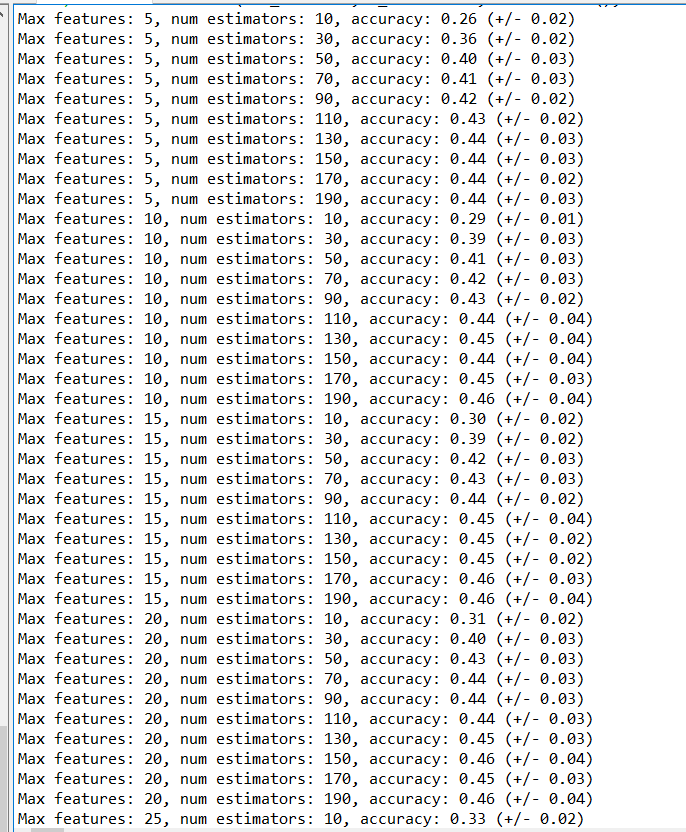 Max features: 5, num estimators: 10, accuracy: 0.26 (+/- 0.02)
Max features: 5, num estimators: 30, accuracy: 0.36 (+/- 0.02)
Max features: 5, num estimators: 50, accuracy: 0.40 (+/- 0.03)
Max features: 5, num estimators: 70, accuracy: 0.41 (+/- 0.03)
Max features: 5, num estimators: 90, accuracy: 0.42 (+/- 0.02)
Max features: 5, num estimators: 110, accuracy: 0.43 (+/- 0.02)
Max features: 5, num estimators: 130, accuracy: 0.44 (+/- 0.03)
Max features: 5, num estimators: 150, accuracy: 0.44 (+/- 0.03)
Max features: 5, num estimators: 170, accuracy: 0.44 (+/- 0.02)
Max features: 5, num estimators: 190, accuracy: 0.44 (+/- 0.03)
Max features: 10, num estimators: 10, accuracy: 0.29 (+/- 0.01)
Max features: 10, num estimators: 30, accuracy: 0.39 (+/- 0.03)
Max features: 10, num estimators: 50, accuracy: 0.41 (+/- 0.03)
Max features: 10, num estimators: 70, accuracy: 0.42 (+/- 0.03)
Max features: 10, num estimators: 90, accuracy: 0.43 (+/- 0.02)
Max features: 10, num estimators: 110, accuracy: 0.44 (+/- 0.04)
Max features: 10, num estimators: 130, accuracy: 0.45 (+/- 0.04)
Max features: 10, num estimators: 150, accuracy: 0.44 (+/- 0.04)
Max features: 10, num estimators: 170, accuracy: 0.45 (+/- 0.03)
Max features: 10, num estimators: 190, accuracy: 0.46 (+/- 0.04)
Max features: 15, num estimators: 10, accuracy: 0.30 (+/- 0.02)
Max features: 15, num estimators: 30, accuracy: 0.39 (+/- 0.02)
Max features: 15, num estimators: 50, accuracy: 0.42 (+/- 0.03)
Max features: 15, num estimators: 70, accuracy: 0.43 (+/- 0.03)
Max features: 15, num estimators: 90, accuracy: 0.44 (+/- 0.02)
Max features: 15, num estimators: 110, accuracy: 0.45 (+/- 0.04)
Max features: 15, num estimators: 130, accuracy: 0.45 (+/- 0.02)
Max features: 15, num estimators: 150, accuracy: 0.45 (+/- 0.02)
Max features: 15, num estimators: 170, accuracy: 0.46 (+/- 0.03)
Max features: 15, num estimators: 190, accuracy: 0.46 (+/- 0.04)
Max features: 20, num estimators: 10, accuracy: 0.31 (+/- 0.02)
Max features: 20, num estimators: 30, accuracy: 0.40 (+/- 0.03)
Max features: 20, num estimators: 50, accuracy: 0.43 (+/- 0.03)
Max features: 20, num estimators: 70, accuracy: 0.44 (+/- 0.03)
Max features: 20, num estimators: 90, accuracy: 0.44 (+/- 0.03)
Max features: 20, num estimators: 110, accuracy: 0.44 (+/- 0.03)
Max features: 20, num estimators: 130, accuracy: 0.45 (+/- 0.03)
Max features: 20, num estimators: 150, accuracy: 0.46 (+/- 0.04)
Max features: 20, num estimators: 170, accuracy: 0.45 (+/- 0.03)
Max features: 20, num estimators: 190, accuracy: 0.46 (+/- 0.04)
Max features: 25, num estimators: 10, accuracy: 0.33 (+/- 0.02)